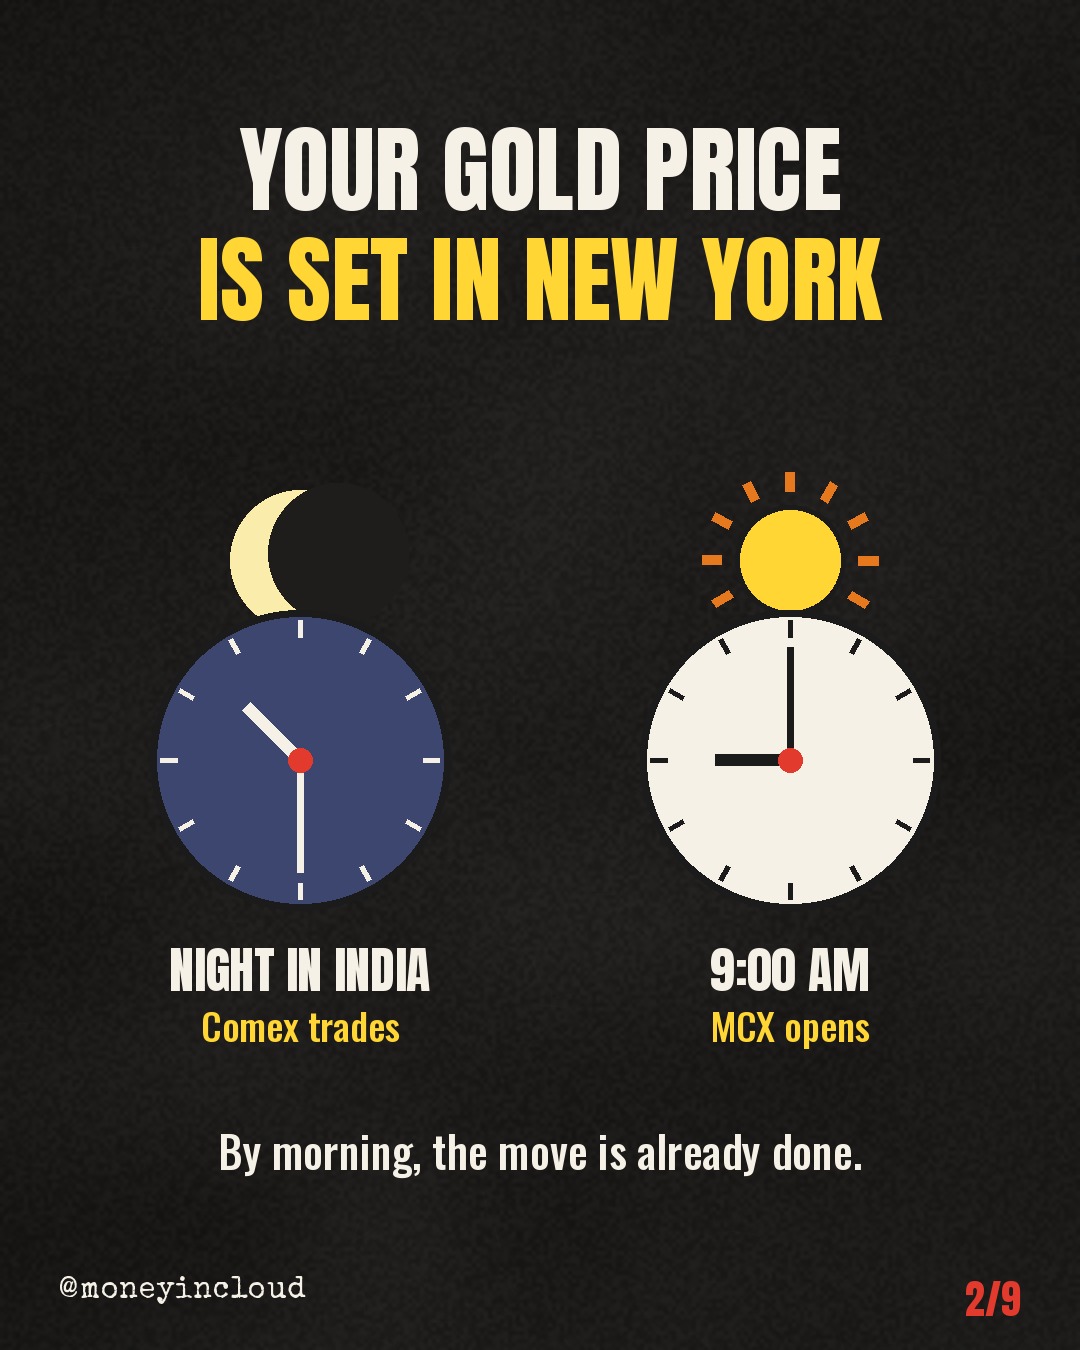 YOUR GOLD PRICE
IS SET IN NEW YORK
NIGHT IN INDIA
Comex trades
9:00 AM
MCX opens
By morning, the move is already done.
@moneyincloud
2/9